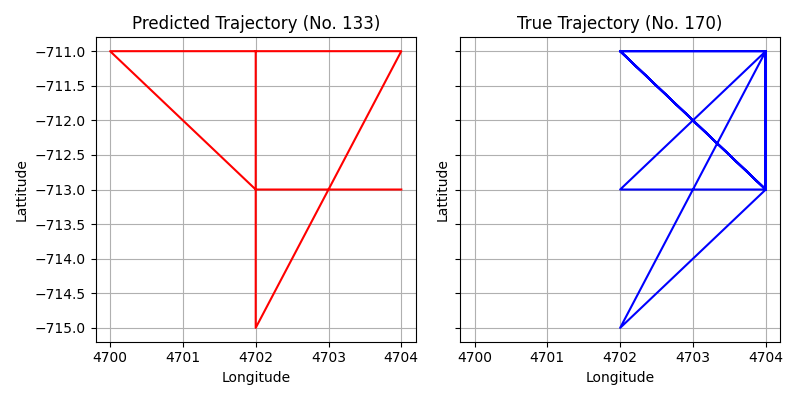 Predicted Trajectory (No. 133)
True Trajectory (No. 170)
−711.0
−711.5
−712.0
−712.5
−713.0
−713.5
−714.0
−714.5
−715.0
Lattitude
Lattitude
4700 4701 4702 4703 4704
4700 4701 4702 4703 4704
Longitude
Longitude